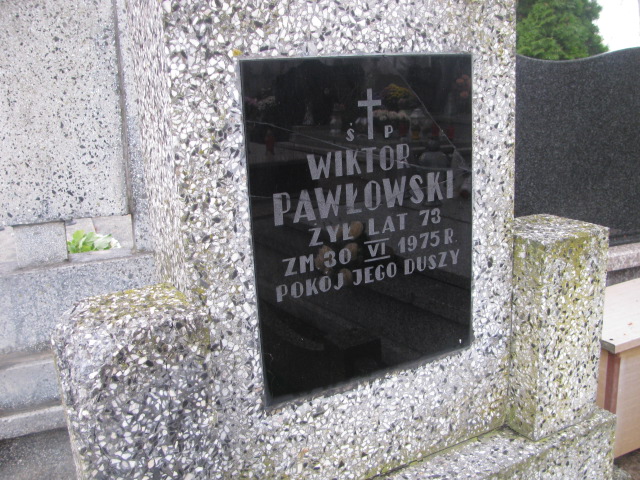 Ś P
WIKTOR
PAWŁOWSKI
ŻYŁ LAT 73
ZM 30 VI 1975 R.
POKÓJ JEGO DUSZY